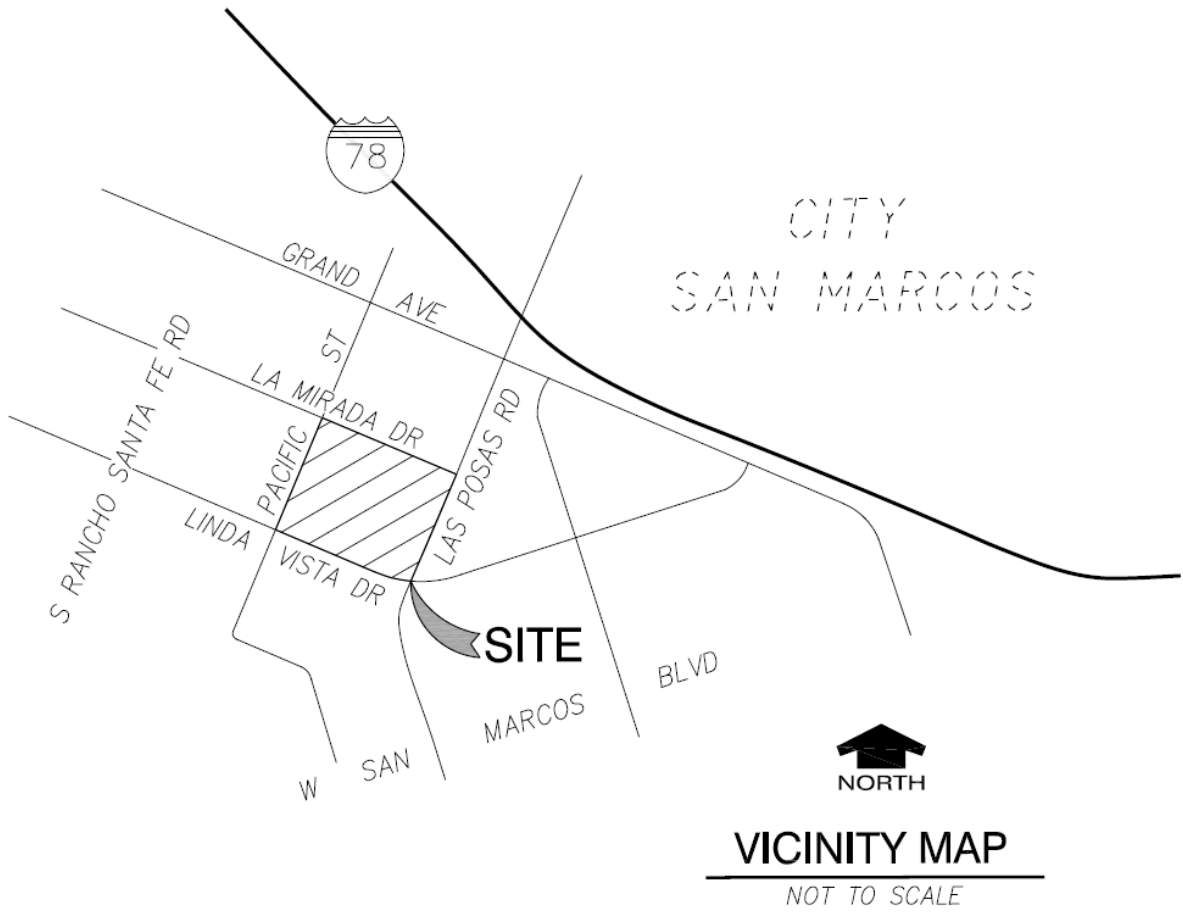 78
CITY
SAN MARCOS
GRAND AVE
PACIFIC ST
LA MIRADA DR
LAS POSAS RD
S RANCHO SANTA FE RD
LINDA VISTA DR
SITE
W SAN MARCOS BLVD
NORTH
VICINITY MAP
NOT TO SCALE